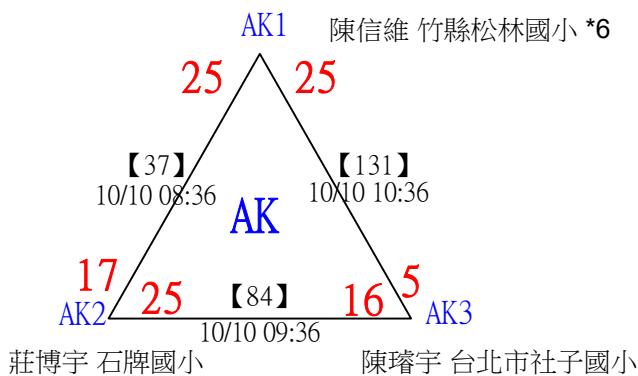 AK1
陳信維 竹縣松林國小 *6
25
25
【37】
10/10 08:36
【131】
10/10 10:36
AK
17
5
25
【84】
16
AK2
AK3
10/10 09:36
莊博宇 石牌國小
陳璿宇 台北市社子國小